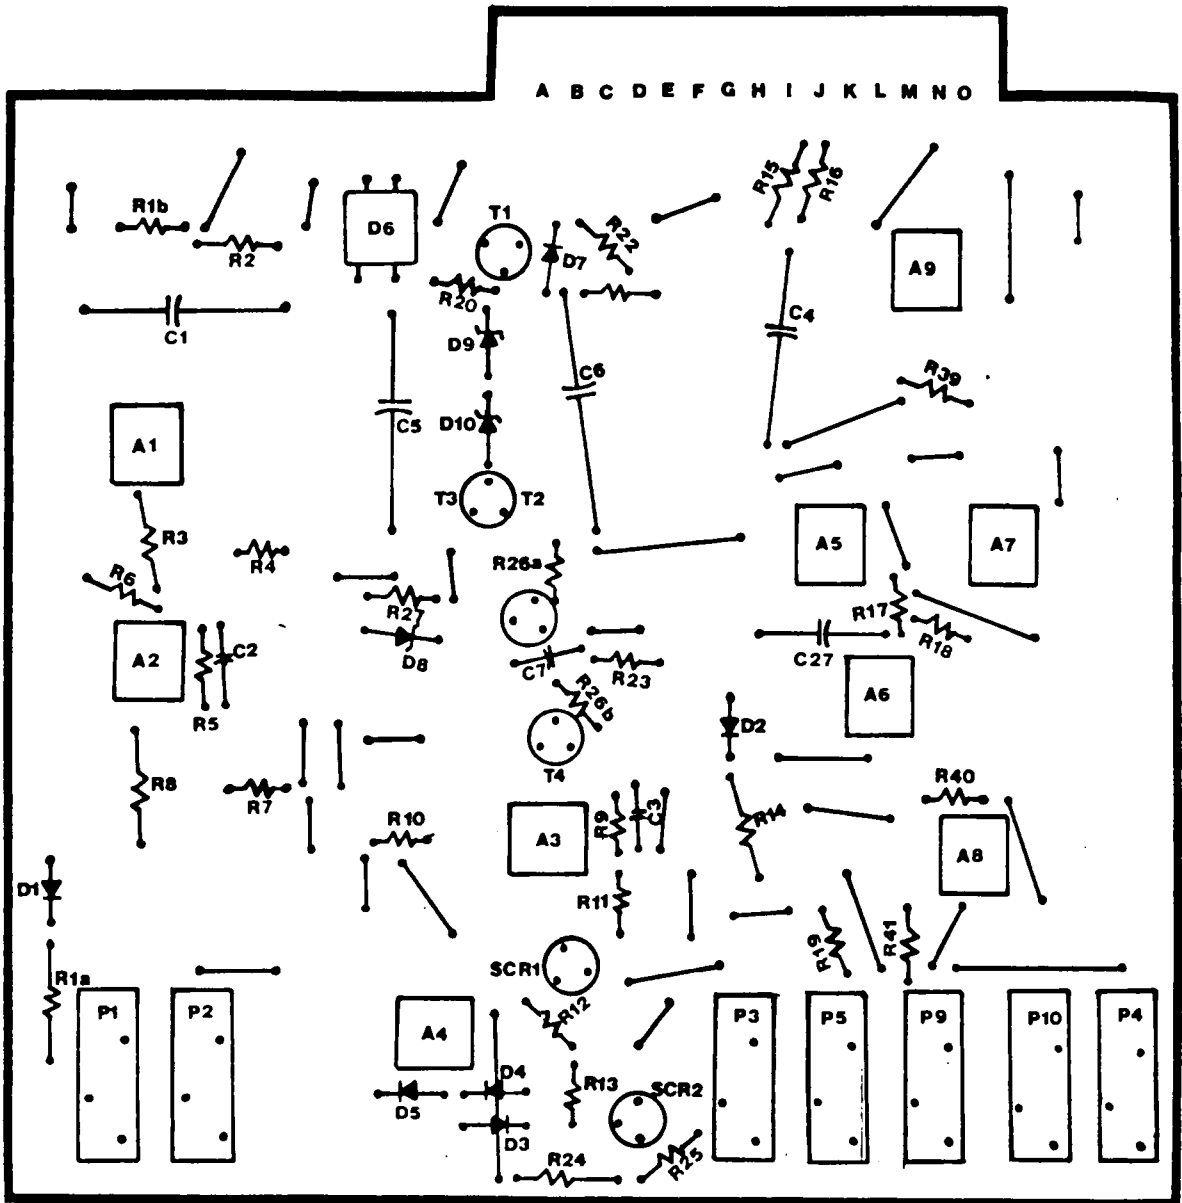 A B C D E F G H I J K L M N O
R15
R16
R1b
R2
D6
T1
D7
R22
A9
R20
C1
D9
C4
C6
R39
D10
C5
A1
T3
T2
R3
R4
A5
A7
R26a
R6
R2
R17
R18
A2
C2
D8
C7
R23
C27
R5
R26b
A6
D2
T4
R8
R7
R40
R10
A3
R9
C3
R14
A8
D1
R11
R19
R41
SCR1
R1a
P1
P2
A4
R12
P3
P5
P9
P10
P4
D4
D5
R13
SCR2
D3
R24
R25